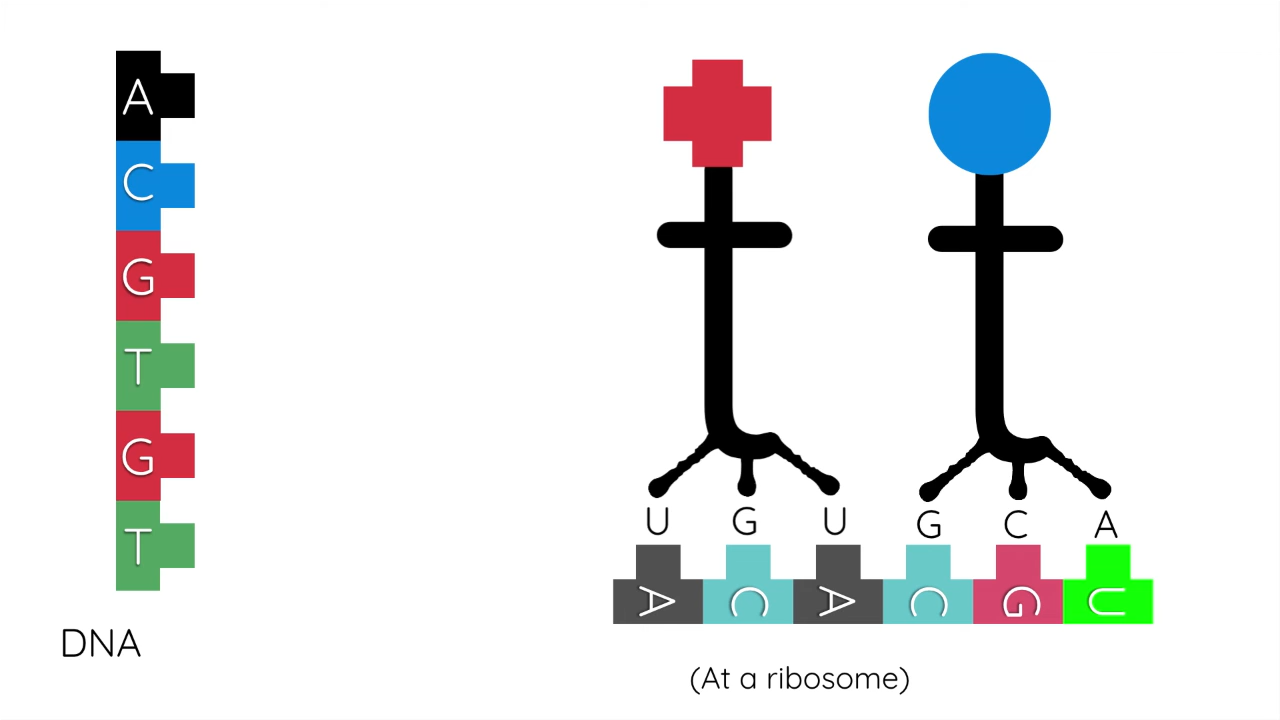 A
C
G
T
G
T
DNA
U G U G C A
A C A C G U
(At a ribosome)